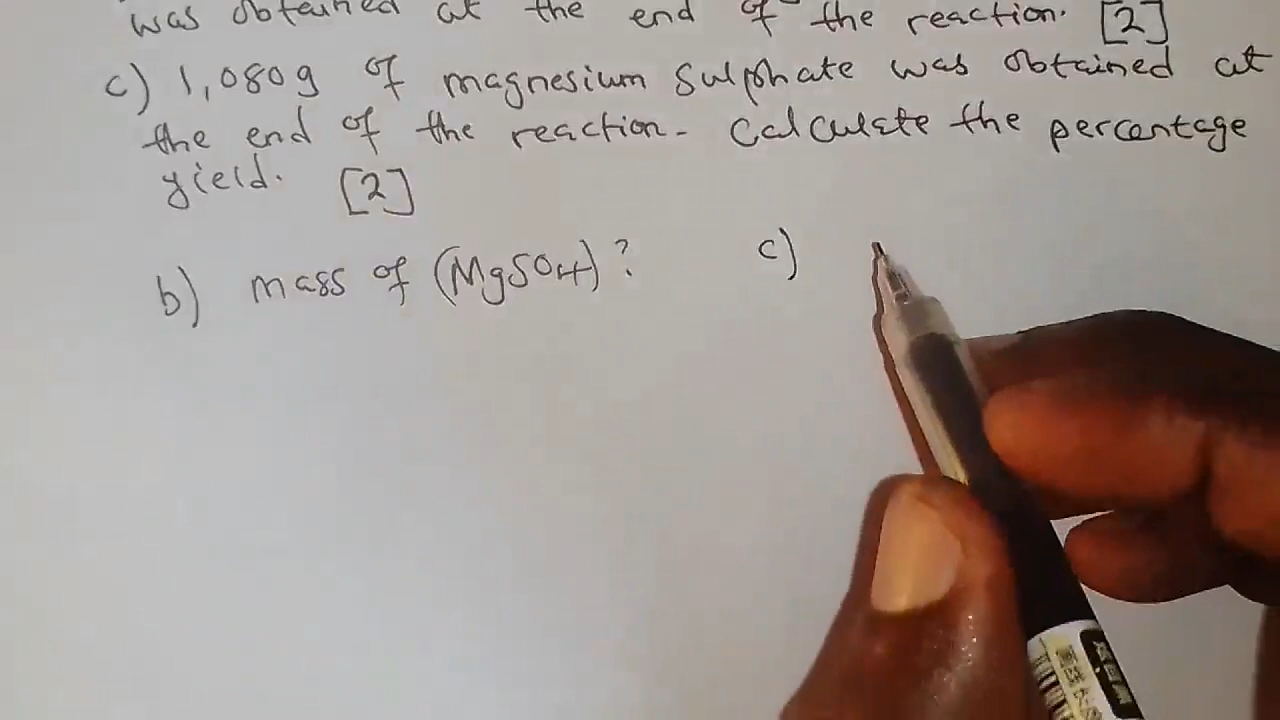 was obtained at the end of the reaction. [2]
c) 1,080g of magnesium sulphate was obtained at
the end of the reaction. Calculate the percentage
yield. [2]
b) mass of (MgSO4)? c)